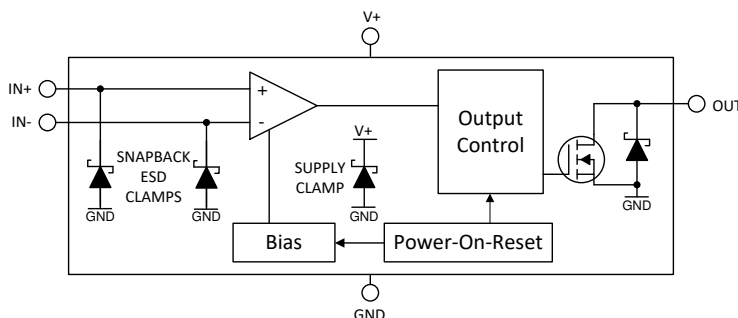 V+
IN+
IN-
+
-
OUT
Output
Control
V+
SNAPBACK
ESD
CLAMPS
SUPPLY
CLAMP
GND
GND
GND
GND
Bias
Power-On-Reset
GND